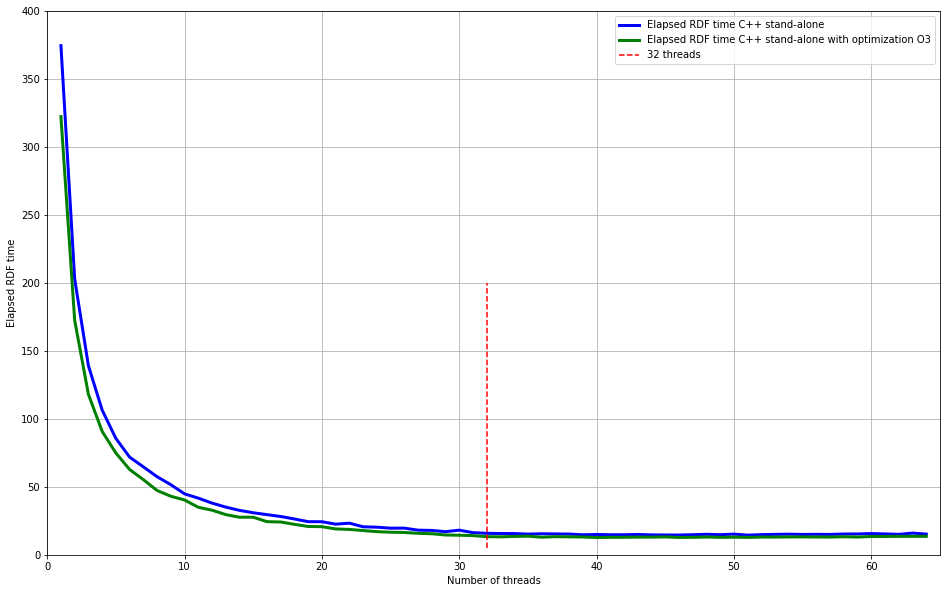 400
350
300
250
200
150
100
50
0
Elapsed RDF time
Elapsed RDF time C++ stand-alone
Elapsed RDF time C++ stand-alone with optimization O3
32 threads
0 10 20 30 40 50 60
Number of threads